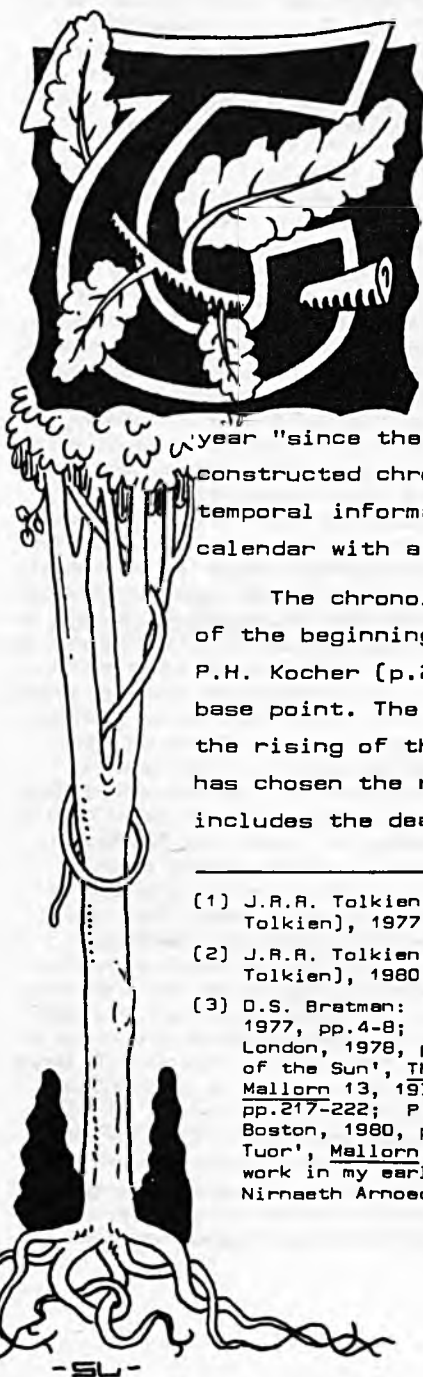 G
year "since the
constructed chro
temporal informa
calendar with a
The chrono
of the beginning
P.H. Kocher (p.2
base point. The
the rising of th
has chosen the
includes the dea
(1) J.R.R. Tolkien
Tolkien], 1977
(2) J.R.R. Tolkien
Tolkien], 1980
(3) D.S. Bratman:
1977, pp.4-8;
London, 1978, p
of the Sun', Th
Mallorn 13, 19
pp.217-222; P
Boston, 1980, p
Tuor', Mallorn
work in my earl
Nirnaeth Arnoed
-SL-